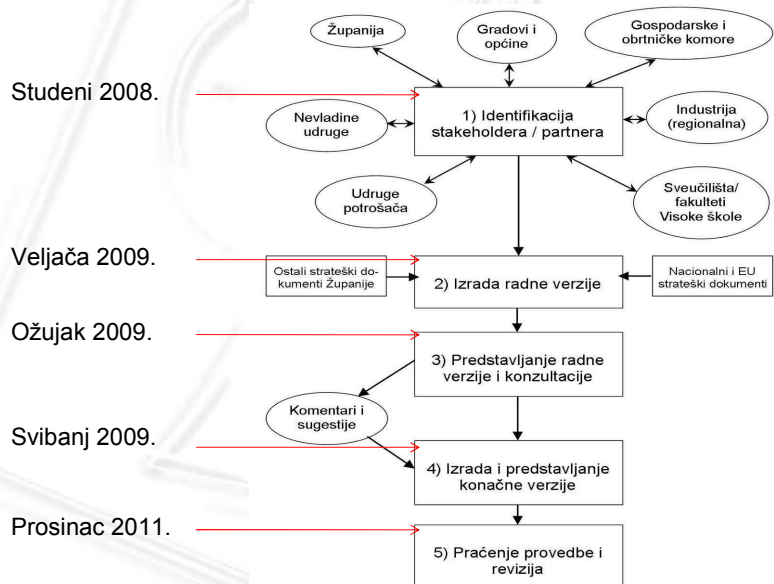 Županija
Gradovi i
općine
Gospodarske i
obrtničke komore
Studeni 2008.
1) Identifikacija
stakeholdera / partnera
Nevladine
udruge
Industrija
(regionalna)
Udruge
potrošača
Sveučilišta/
fakulteti
Visoke škole
Veljača 2009.
Ostali strateški do-
kumenti Županije
2) Izrada radne verzije
Nacionalni i EU
strateški dokumenti
Ožujak 2009.
3) Predstavljanje radne
verzije i konzultacije
Komentari i
sugestije
Svibanj 2009.
4) Izrada i predstavljanje
konačne verzije
Prosinac 2011.
5) Praćenje provedbe i
revizija